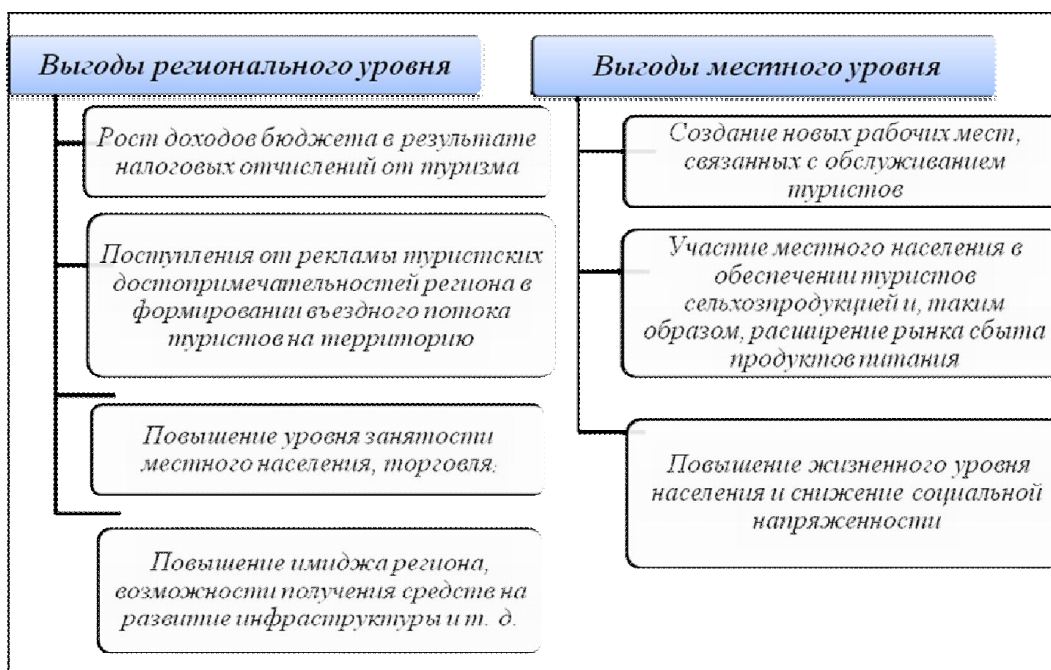 Выгоды регионального уровня
Рост доходов бюджета в результате
налоговых отчислений от туризма
Поступления от рекламы туристских
достопримечательностей региона в
формировании въездного потока
туристов на территорию
Повышение уровня занятости
местного населения, торговля;
Повышение имиджа региона,
возможности получения средств на
развитие инфраструктуры и т. д.
Выгоды местного уровня
Создание новых рабочих мест,
связанных с обслуживанием
туристов
Участие местного населения в
обеспечении туристов
сельхозпродукцией и, таким
образом, расширение рынка сбыта
продуктов питания
Повышение жизненного уровня
населения и снижение социальной
напряженности